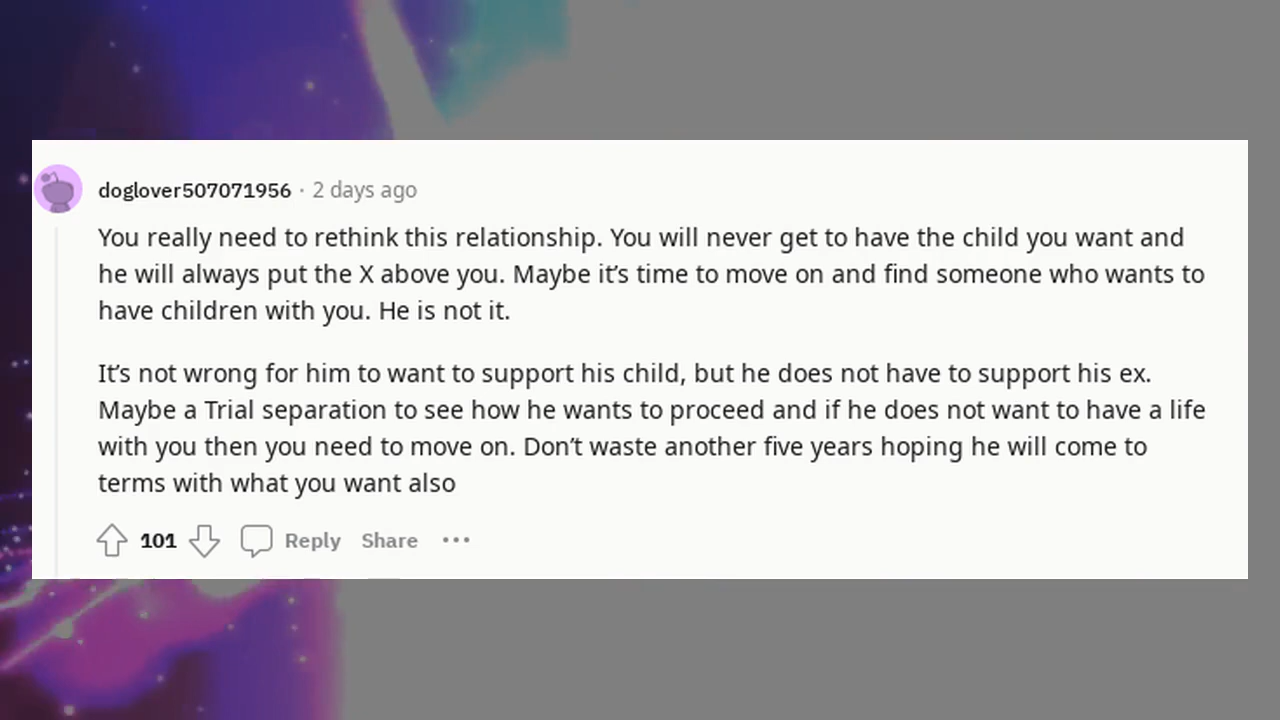 doglover507071956 · 2 days ago
You really need to rethink this relationship. You will never get to have the child you want and
he will always put the X above you. Maybe it’s time to move on and find someone who wants to
have children with you. He is not it.
It’s not wrong for him to want to support his child, but he does not have to support his ex.
Maybe a Trial separation to see how he wants to proceed and if he does not want to have a life
with you then you need to move on. Don’t waste another five years hoping he will come to
terms with what you want also
101 Reply Share